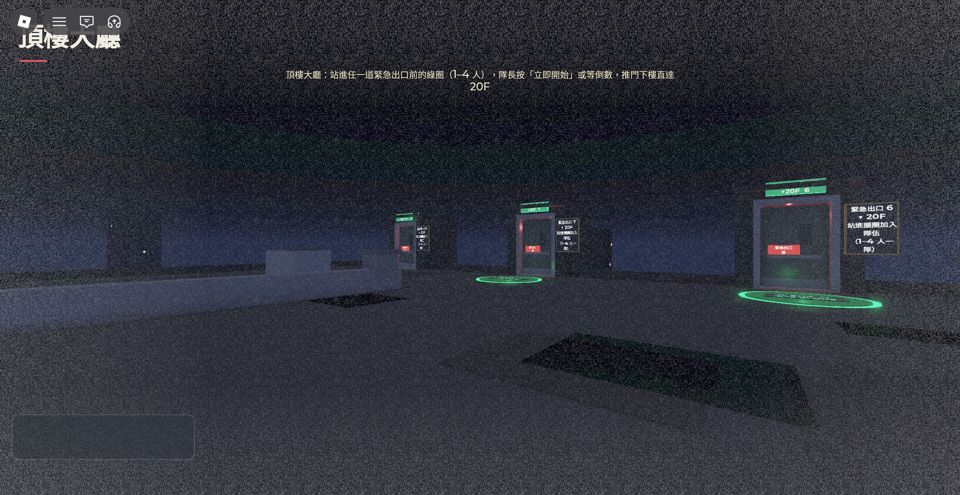 頂樓大廳
頂樓大廳：站進任一道緊急出口前的綠圈（1–4 人），隊長按「立即開始」或等倒數，推門下樓直達
20F
▼20F 6
緊急出口 6
▼ 20F
站進圈圈加入
隊伍
（1–4 人一
隊）